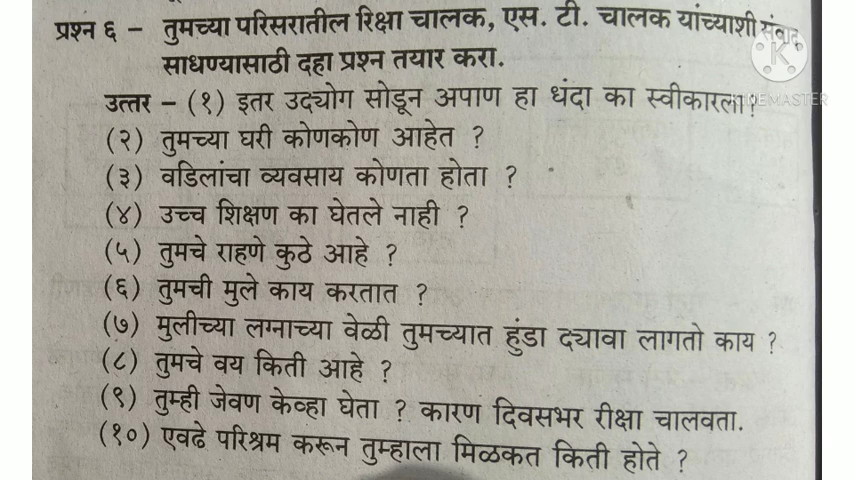 प्रश्न ६ – तुमच्या परिसरातील रिक्षा चालक, एस. टी. चालक यांच्याशी संवाद
साधण्यासाठी दहा प्रश्न तयार करा.
उत्तर – (१) इतर उद्योग सोडून अपाण हा धंदा का स्वीकारला?
(२) तुमच्या घरी कोणकोण आहेत ?
(३) वडिलांचा व्यवसाय कोणता होता ?
(४) उच्च शिक्षण का घेतले नाही ?
(५) तुमचे राहणे कुठे आहे ?
(६) तुमची मुले काय करतात ?
(७) मुलीच्या लग्नाच्या वेळी तुमच्यात हुंडा द्यावा लागतो काय ?
(८) तुमचे वय किती आहे ?
(९) तुम्ही जेवण केव्हा घेता ? कारण दिवसभर रीक्षा चालवता.
(१०) एवढे परिश्रम करून तुम्हाला मिळकत किती होते ?
K
KINEMASTER